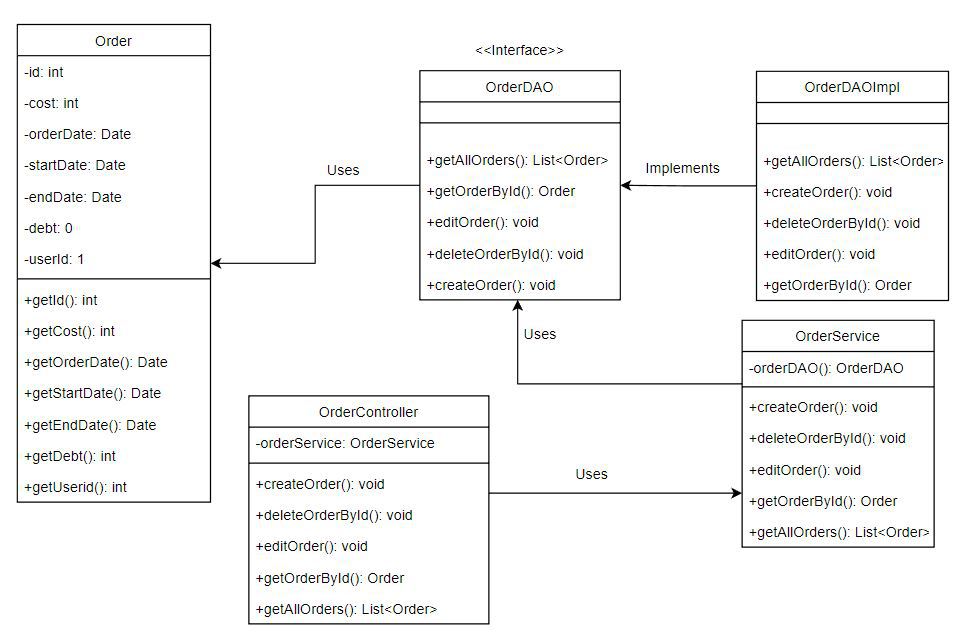 Order
-id: int
-cost: int
-orderDate: Date
-startDate: Date
-endDate: Date
-debt: 0
-userId: 1
+getId(): int
+getCost(): int
+getOrderDate(): Date
+getStartDate(): Date
+getEndDate(): Date
+getDebt(): int
+getUserid(): int
Uses
<<Interface>>
OrderDAO
+getAllOrders(): List<Order>
+getOrderById(): Order
+editOrder(): void
+deleteOrderById(): void
+createOrder(): void
Implements
OrderDAOImpl
+getAllOrders(): List<Order>
+createOrder(): void
+deleteOrderById(): void
+editOrder(): void
+getOrderById(): Order
Uses
OrderService
-orderDAO(): OrderDAO
+createOrder(): void
+deleteOrderById(): void
+editOrder(): void
+getOrderById(): Order
+getAllOrders(): List<Order>
OrderController
-orderService: OrderService
+createOrder(): void
+deleteOrderById(): void
+editOrder(): void
+getOrderById(): Order
+getAllOrders(): List<Order>
Uses